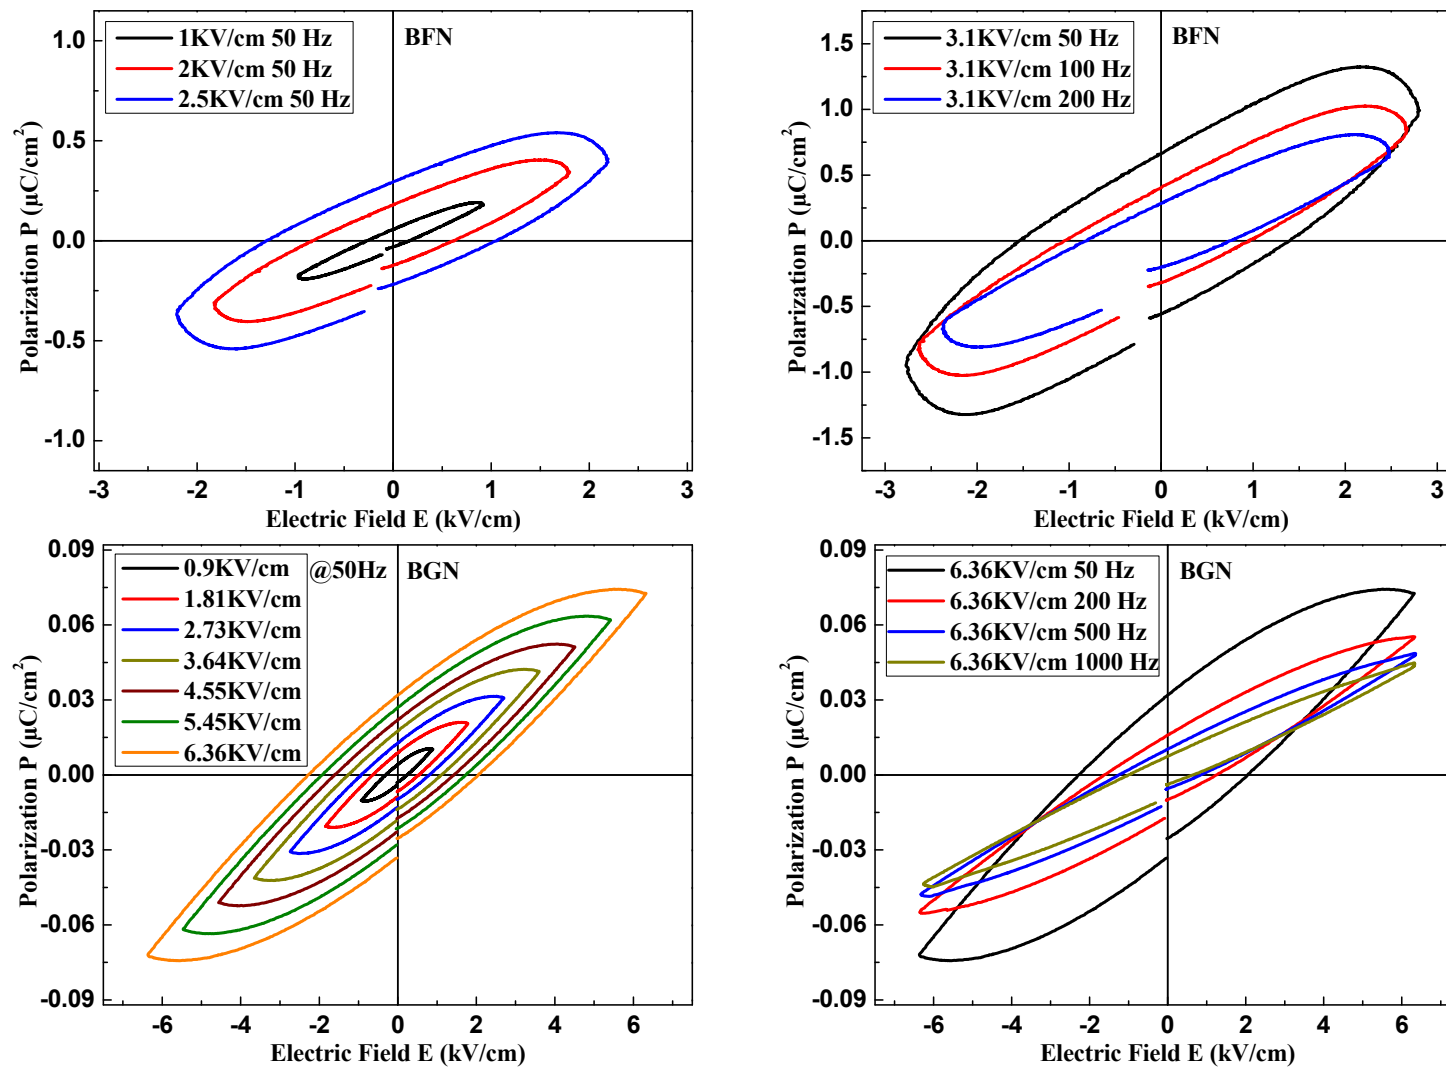 1KV/cm 50 Hz
2KV/cm 50 Hz
2.5KV/cm 50 Hz
BFN
1.0
0.5
0.0
-0.5
-1.0
Polarization P (μC/cm²)
-3 -2 -1 0 1 2 3
Electric Field E (kV/cm)
3.1KV/cm 50 Hz
3.1KV/cm 100 Hz
3.1KV/cm 200 Hz
BFN
1.5
1.0
0.5
0.0
-0.5
-1.0
-1.5
Polarization P (μC/cm²)
-3 -2 -1 0 1 2 3
Electric Field E (kV/cm)
0.9KV/cm
1.81KV/cm
2.73KV/cm
3.64KV/cm
4.55KV/cm
5.45KV/cm
6.36KV/cm
@50Hz
BGN
0.09
0.06
0.03
0.00
-0.03
-0.06
-0.09
Polarization P (μC/cm²)
-6 -4 -2 0 2 4 6
Electric Field E (kV/cm)
6.36KV/cm 50 Hz
6.36KV/cm 200 Hz
6.36KV/cm 500 Hz
6.36KV/cm 1000 Hz
BGN
0.09
0.06
0.03
0.00
-0.03
-0.06
-0.09
Polarization P (μC/cm²)
-6 -4 -2 0 2 4 6
Electric Field E (kV/cm)